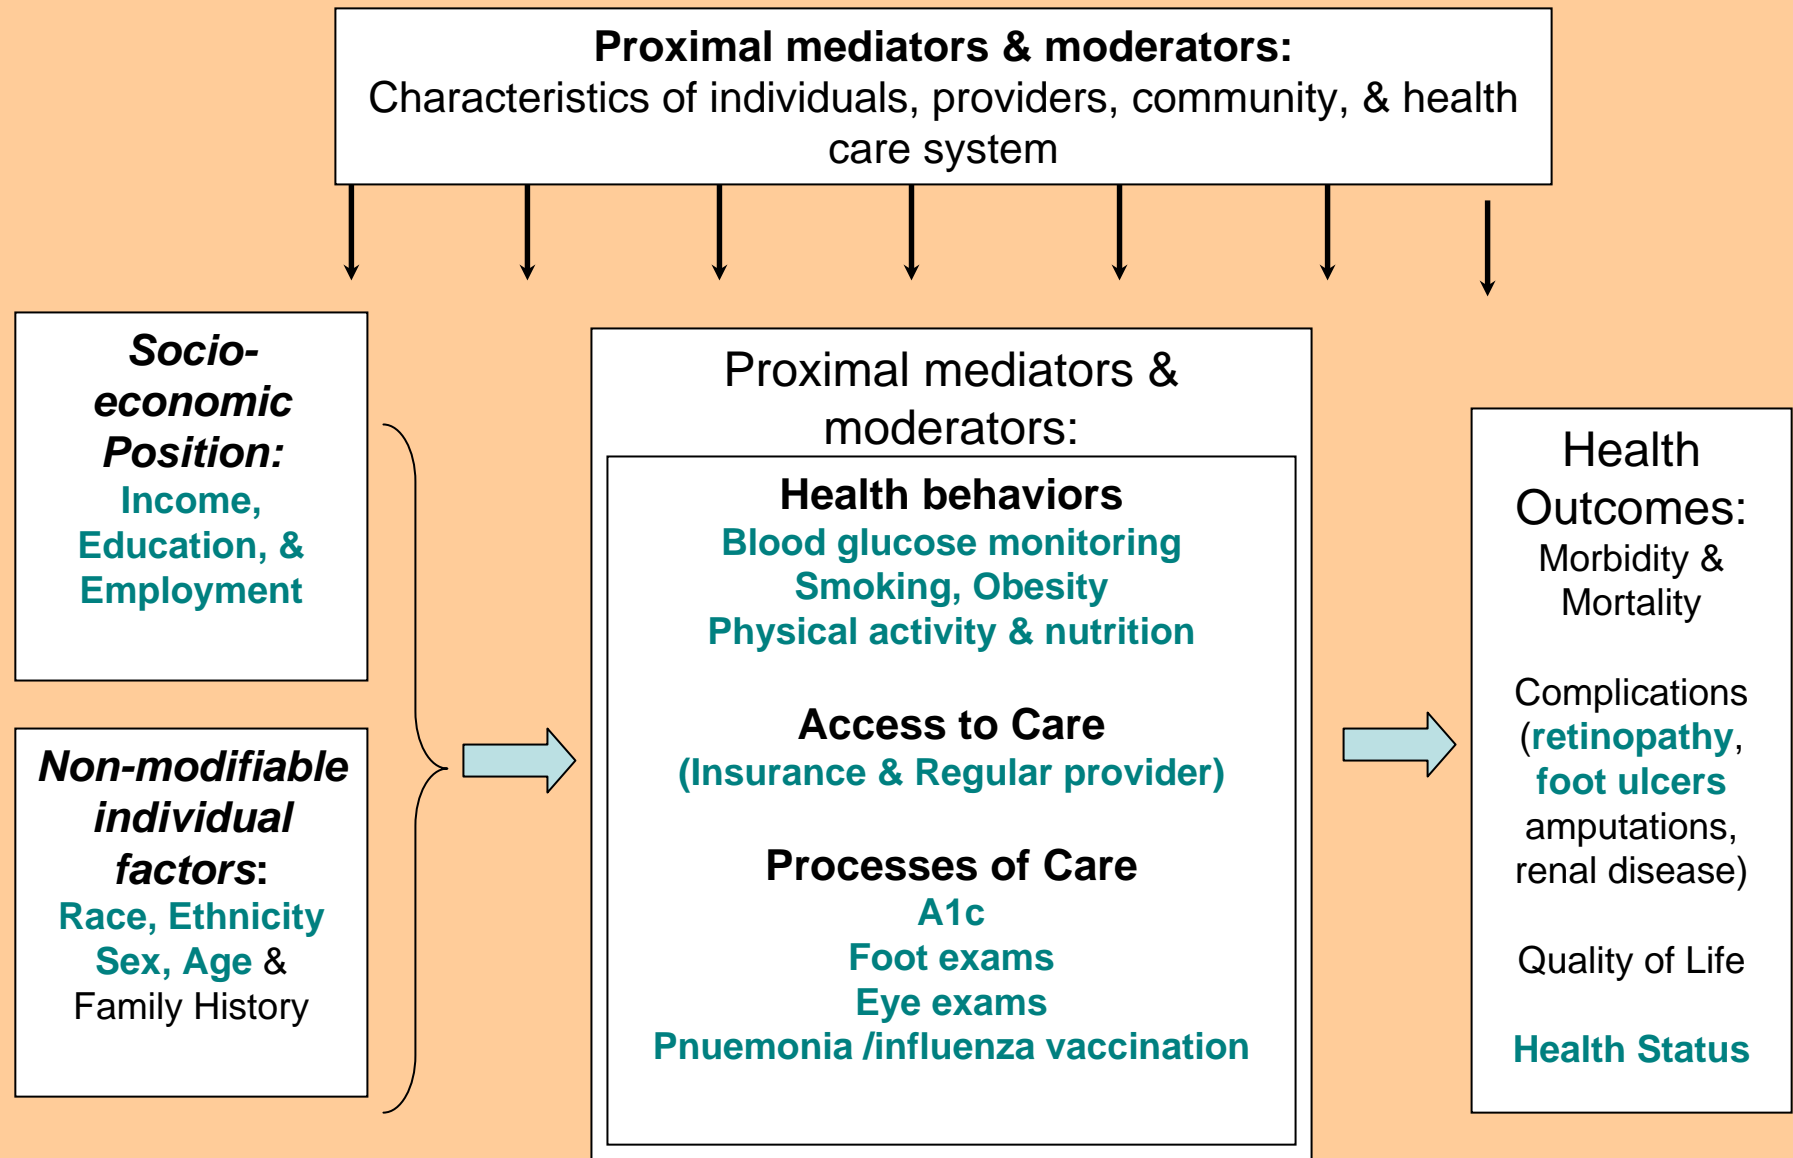 Proximal mediators & moderators:
Characteristics of individuals, providers, community, & health
care system
Socio-
economic
Position:
Income,
Education, &
Employment
Non-modifiable
individual
factors:
Race, Ethnicity
Sex, Age &
Family History
Proximal mediators &
moderators:
Health behaviors
Blood glucose monitoring
Smoking, Obesity
Physical activity & nutrition
Access to Care
(Insurance & Regular provider)
Processes of Care
A1c
Foot exams
Eye exams
Pnuemonia /influenza vaccination
Health
Outcomes:
Morbidity &
Mortality
Complications
(retinopathy,
foot ulcers
amputations,
renal disease)
Quality of Life
Health Status